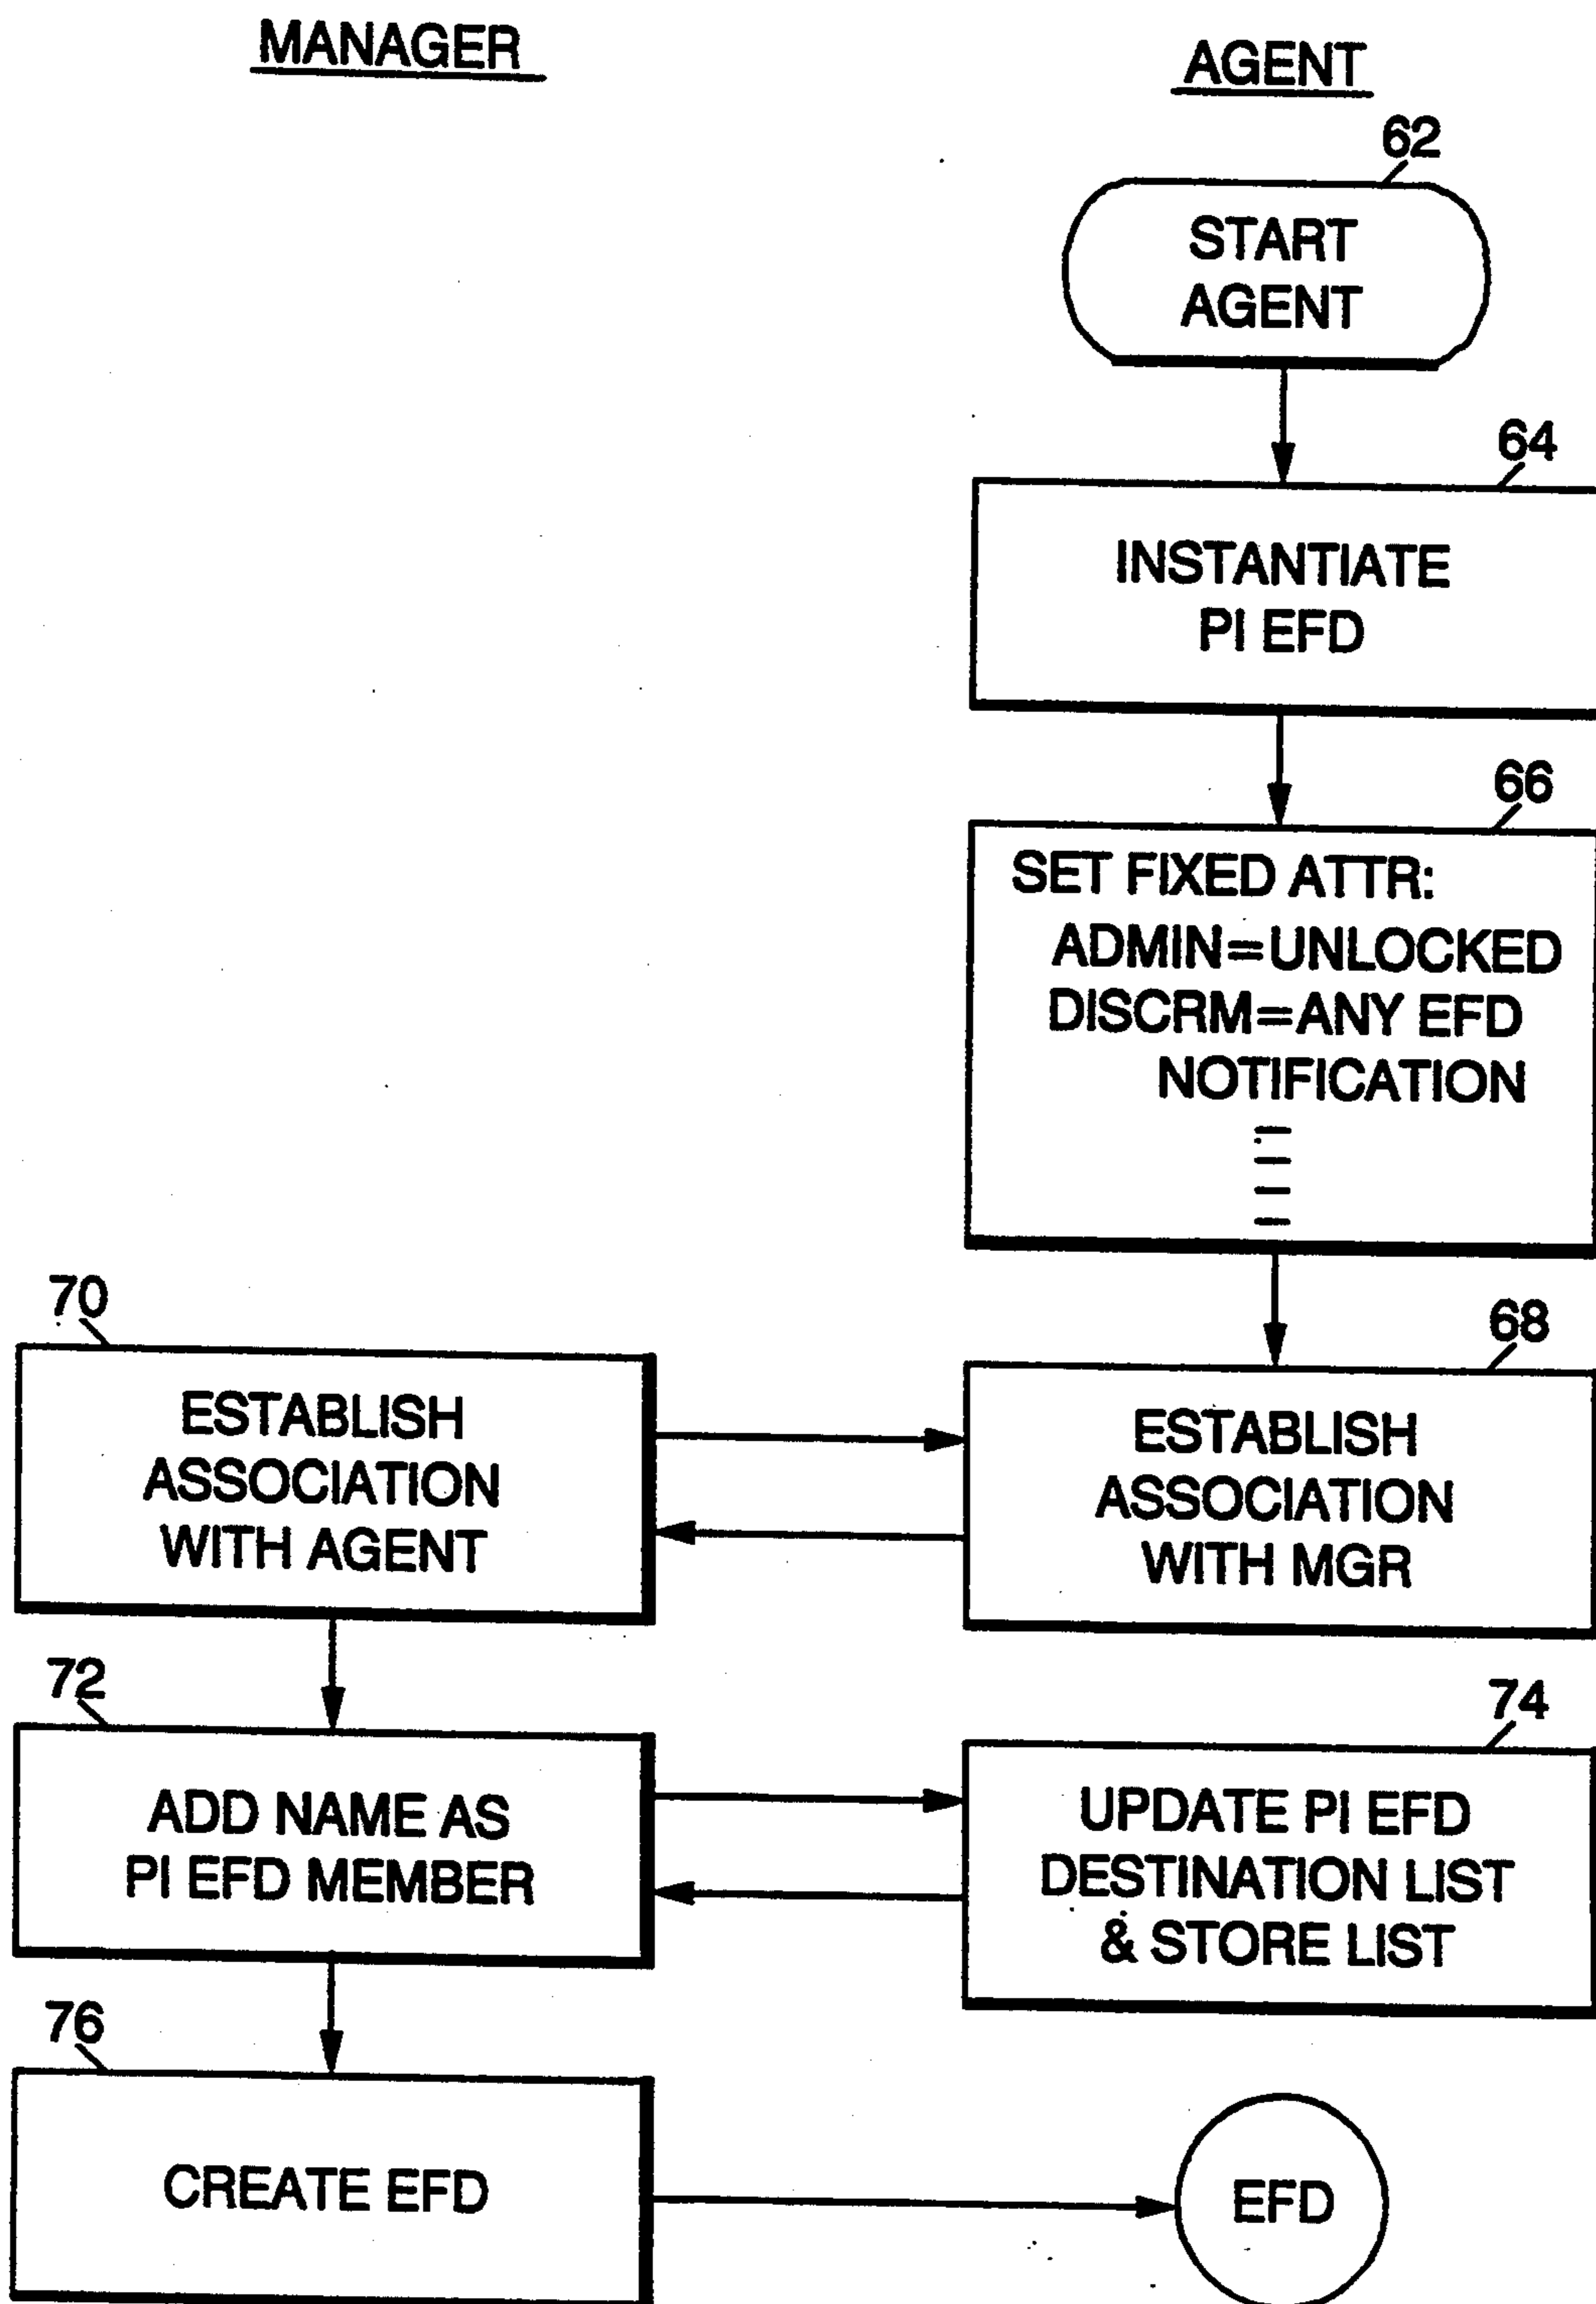 MANAGER
AGENT
62
START
AGENT
64
INSTANTIATE
PI EFD
66
SET FIXED ATTR:
ADMIN=UNLOCKED
DISCRM=ANY EFD
NOTIFICATION
70
ESTABLISH
ASSOCIATION
WITH AGENT
68
ESTABLISH
ASSOCIATION
WITH MGR
72
ADD NAME AS
PI EFD MEMBER
74
UPDATE PI EFD
DESTINATION LIST
& STORE LIST
76
CREATE EFD
EFD